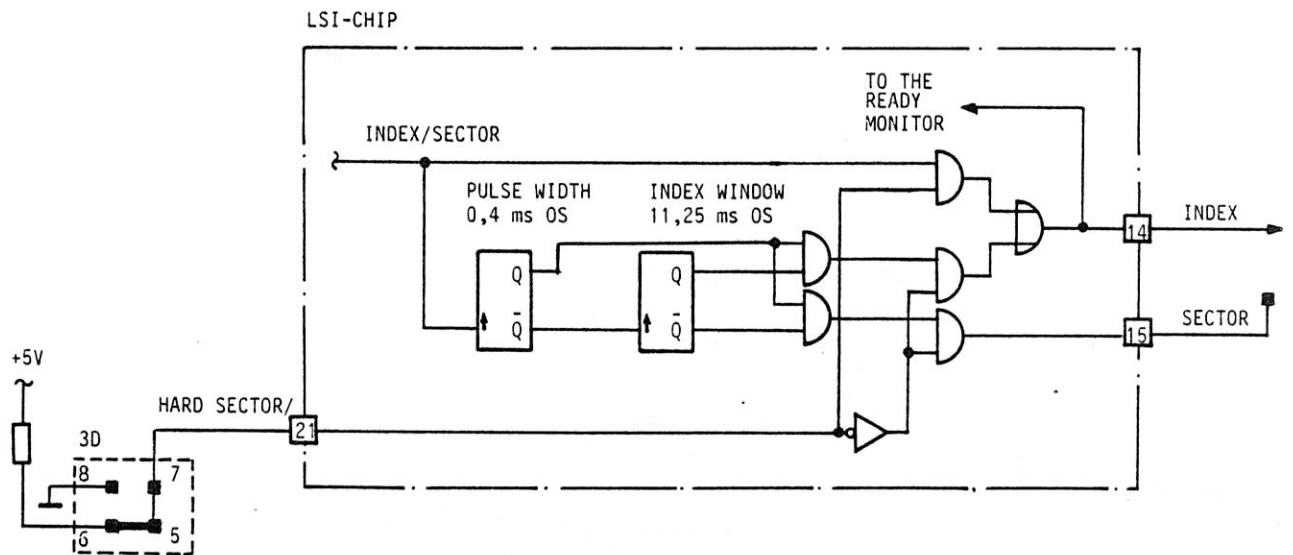 LSI-CHIP
TO THE
READY
MONITOR
INDEX/SECTOR
PULSE WIDTH
0,4 ms OS
INDEX WINDOW
11,25 ms OS
Q
Q̅
Q
Q̅
14
INDEX
15
SECTOR
+5V
HARD SECTOR/
21
3D
8
7
6
5